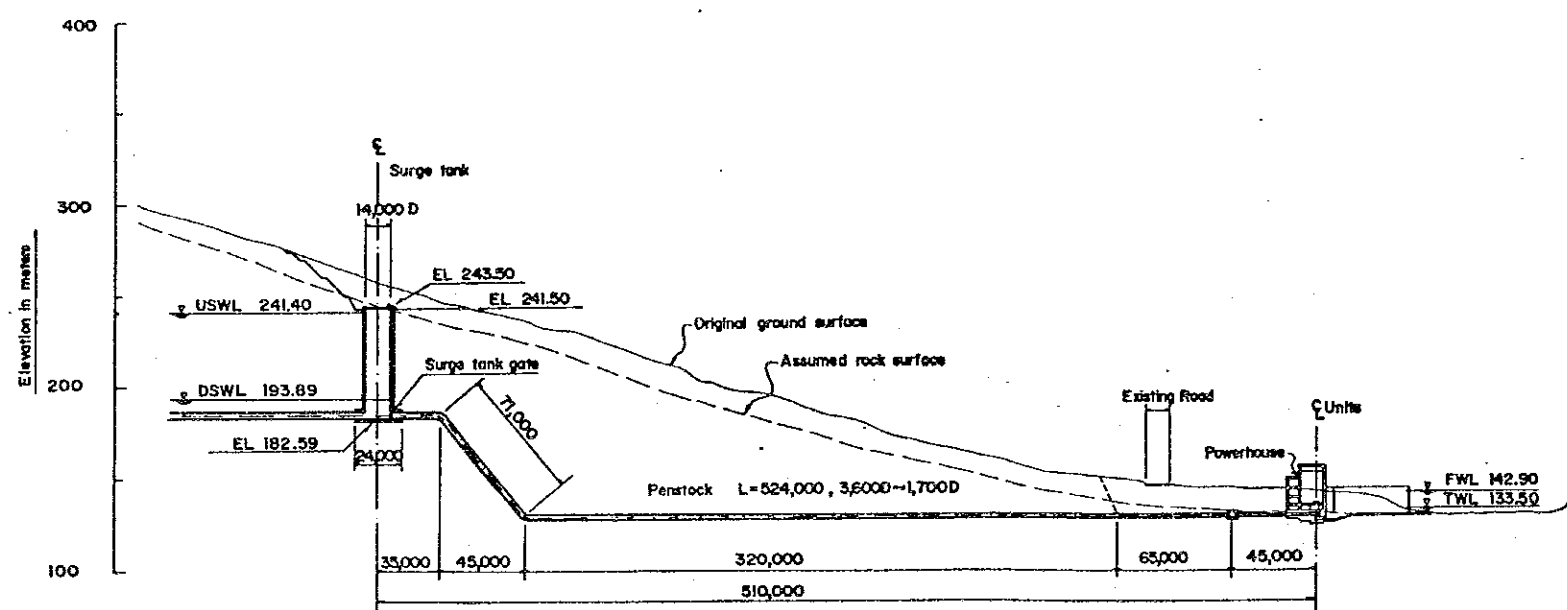 400
300
200
100
Elevation in meters
℄
Surge tank
14,000 D
EL 243.50
USWL 241.40
EL 241.50
Original ground surface
Assumed rock surface
Surge tank gate
DSWL 193.89
71,000
EL 182.59
24,000
Existing Road
℄ Units
Powerhouse
FWL 142.90
TWL 133.50
Penstock L=524,000, 3,600D~1,700D
35,000
45,000
320,000
65,000
45,000
510,000